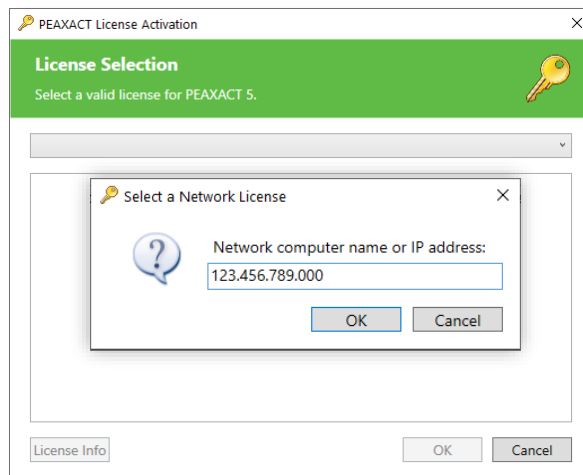 PEAXACT License Activation
License Selection
Select a valid license for PEAXACT 5.
Select a Network License
Network computer name or IP address:
123.456.789.000
OK
Cancel
License Info
OK
Cancel